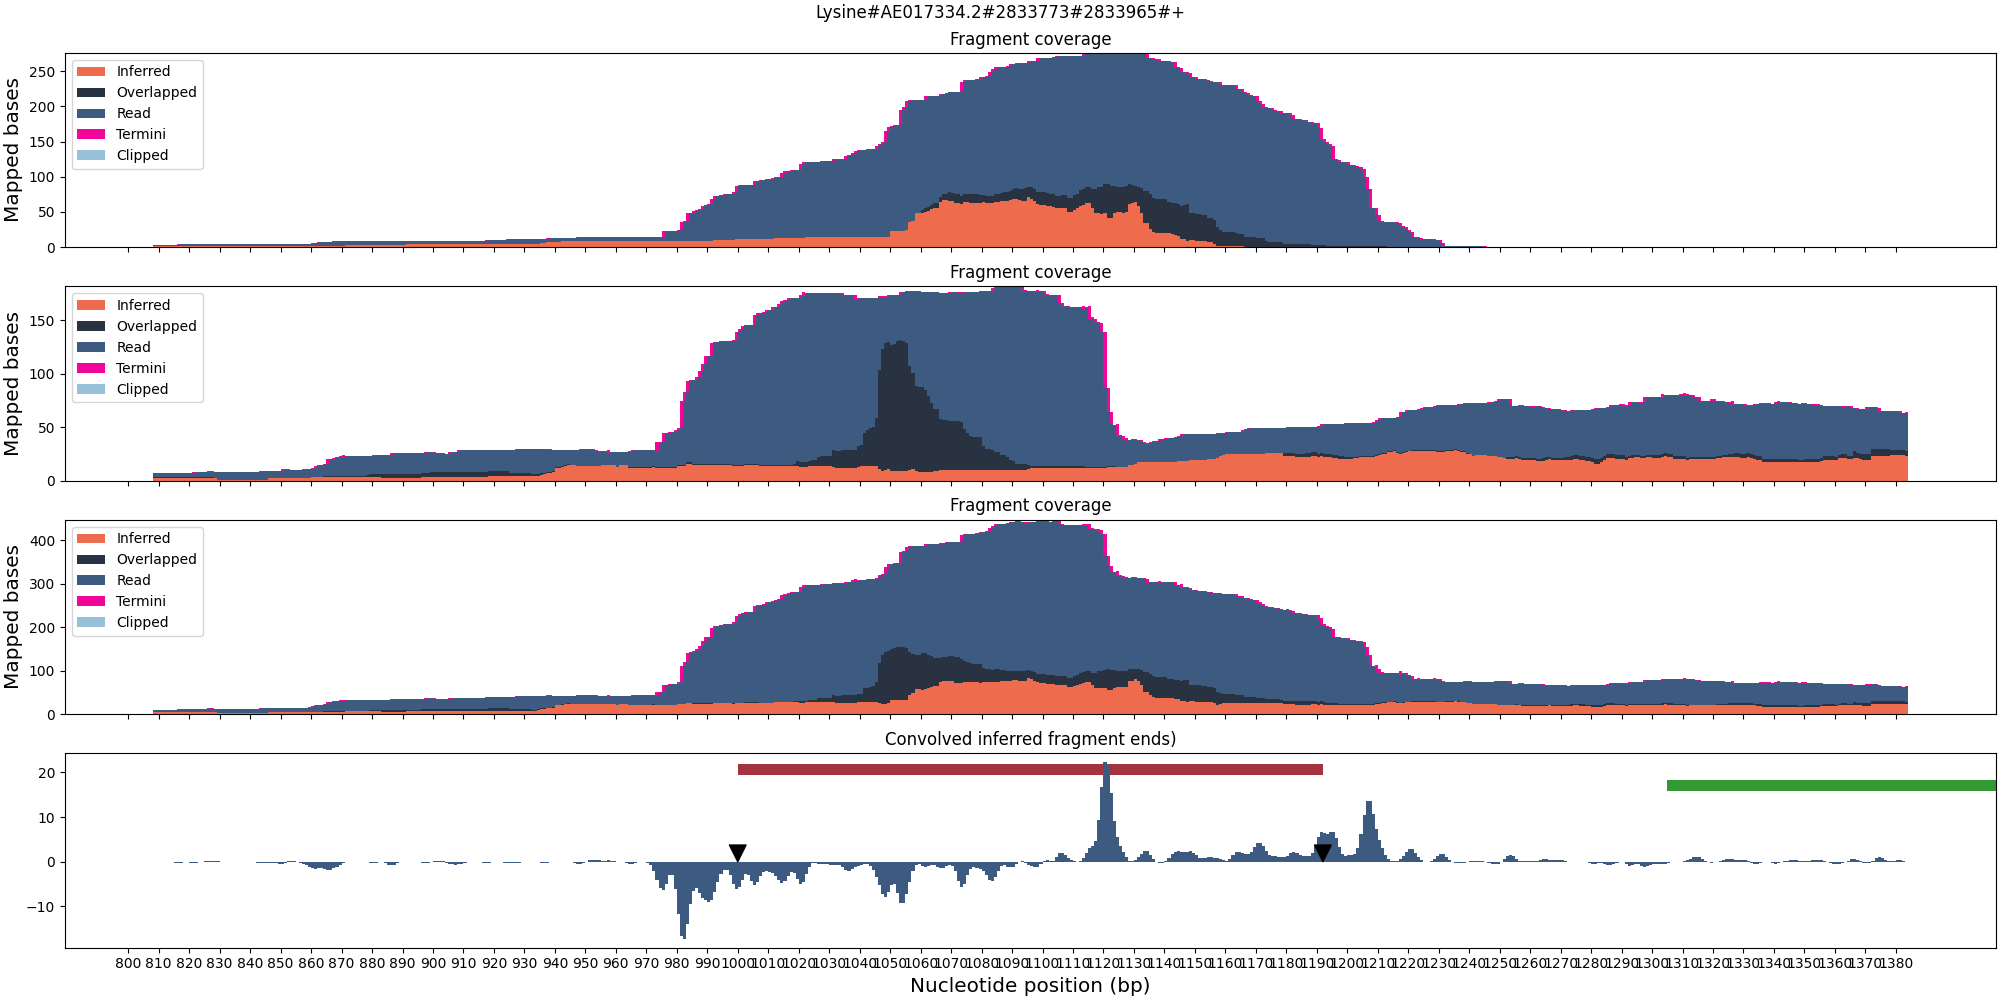 Lysine#AE017334.2#2833773#2833965#+
Fragment coverage
Mapped bases
250
200
150
100
50
0
Inferred
Overlapped
Read
Termini
Clipped
Fragment coverage
Mapped bases
150
100
50
0
Inferred
Overlapped
Read
Termini
Clipped
Fragment coverage
Mapped bases
400
300
200
100
0
Inferred
Overlapped
Read
Termini
Clipped
Convolved inferred fragment ends)
20
10
0
−10
800 810 820 830 840 850 860 870 880 890 900 910 920 930 940 950 960 970 980 990 1000 1010 1020 1030 1040 1050 1060 1070 1080 1090 1100 1110 1120 1130 1140 1150 1160 1170 1180 1190 1200 1210 1220 1230 1240 1250 1260 1270 1280 1290 1300 1310 1320 1330 1340 1350 1360 1370 1380
Nucleotide position (bp)